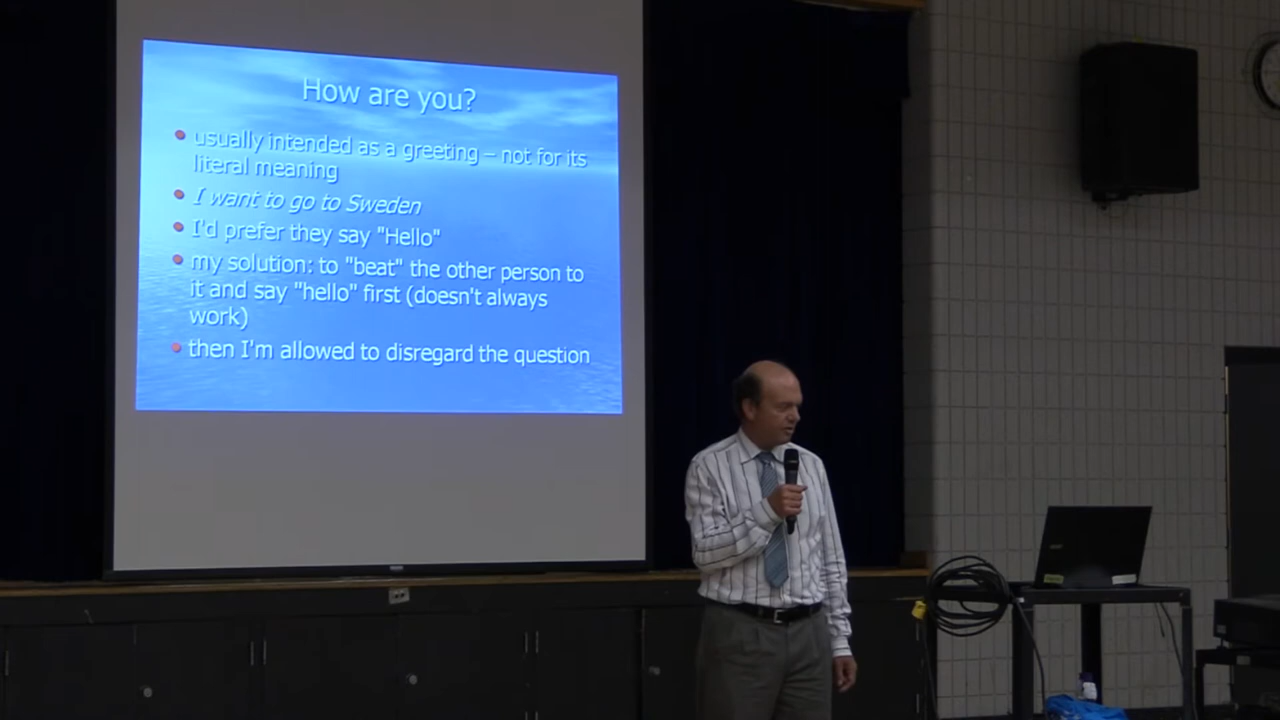 How are you?
usually intended as a greeting – not for its
literal meaning
I want to go to Sweden
I'd prefer they say "Hello"
my solution: to "beat" the other person to
it and say "hello" first (doesn't always
work)
then I'm allowed to disregard the question